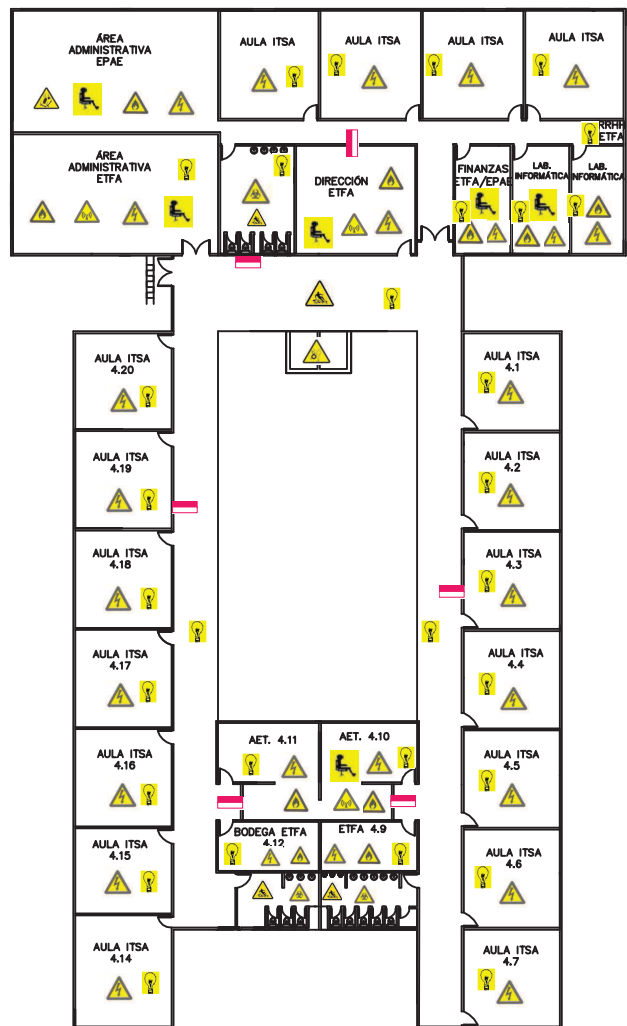 ÁREA
ADMINISTRATIVA
EPAE
AULA ITSA
AULA ITSA
AULA ITSA
AULA ITSA
RRHH
ETFA
ÁREA
ADMINISTRATIVA
ETFA
DIRECCIÓN
ETFA
FINANZAS
ETFA/EPAE
LAB.
INFORMÁTICA
LAB.
INFORMÁTICA
AULA ITSA
4.20
AULA ITSA
4.1
AULA ITSA
4.19
AULA ITSA
4.2
AULA ITSA
4.18
AULA ITSA
4.3
AULA ITSA
4.17
AULA ITSA
4.4
AET. 4.11
AET. 4.10
AULA ITSA
4.16
AULA ITSA
4.5
BODEGA ETFA
4.12
ETFA 4.9
AULA ITSA
4.15
AULA ITSA
4.6
AULA ITSA
4.14
AULA ITSA
4.7